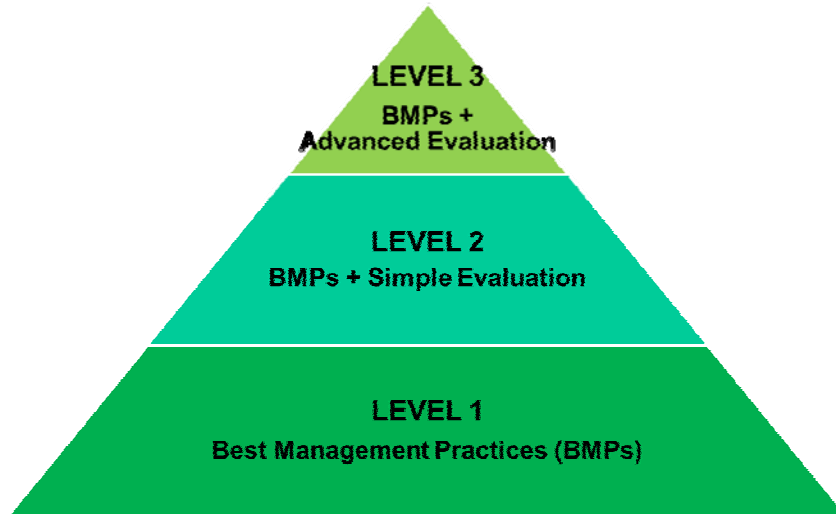 LEVEL 3
BMPs +
Advanced Evaluation
LEVEL 2
BMPs + Simple Evaluation
LEVEL 1
Best Management Practices (BMPs)